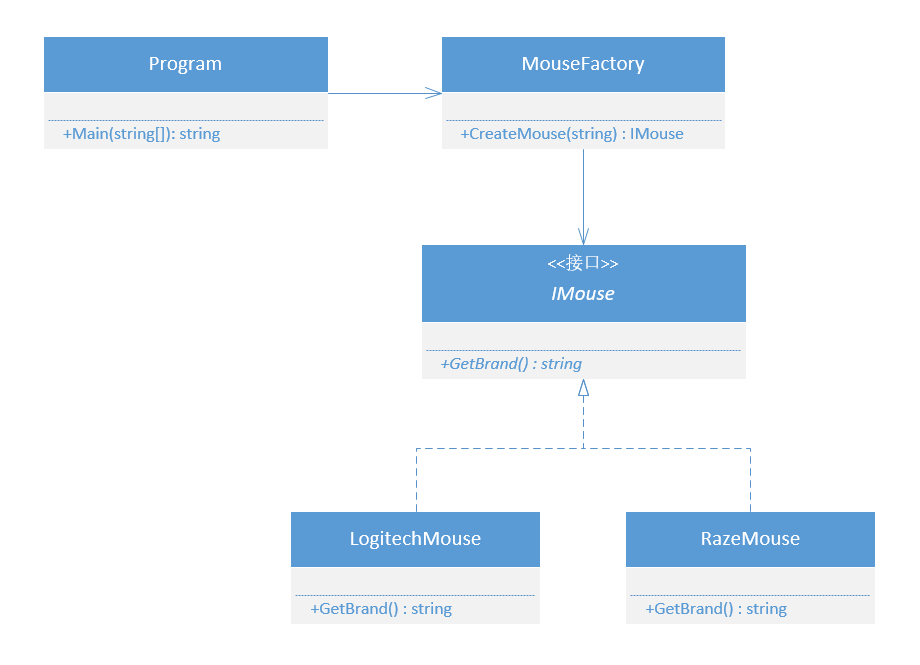 Program
+Main(string[]): string
MouseFactory
+CreateMouse(string) : IMouse
<<接口>>
IMouse
+GetBrand() : string
LogitechMouse
+GetBrand() : string
RazeMouse
+GetBrand() : string